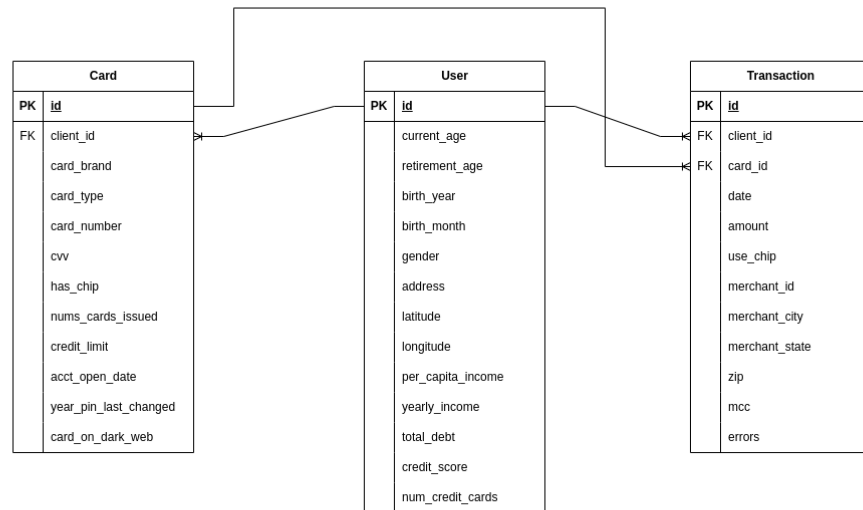 Card
PK id
FK client_id
card_brand
card_type
card_number
cvv
has_chip
nums_cards_issued
credit_limit
acct_open_date
year_pin_last_changed
card_on_dark_web
User
PK id
current_age
retirement_age
birth_year
birth_month
gender
address
latitude
longitude
per_capita_income
yearly_income
total_debt
credit_score
num_credit_cards
Transaction
PK id
FK client_id
FK card_id
date
amount
use_chip
merchant_id
merchant_city
merchant_state
zip
mcc
errors